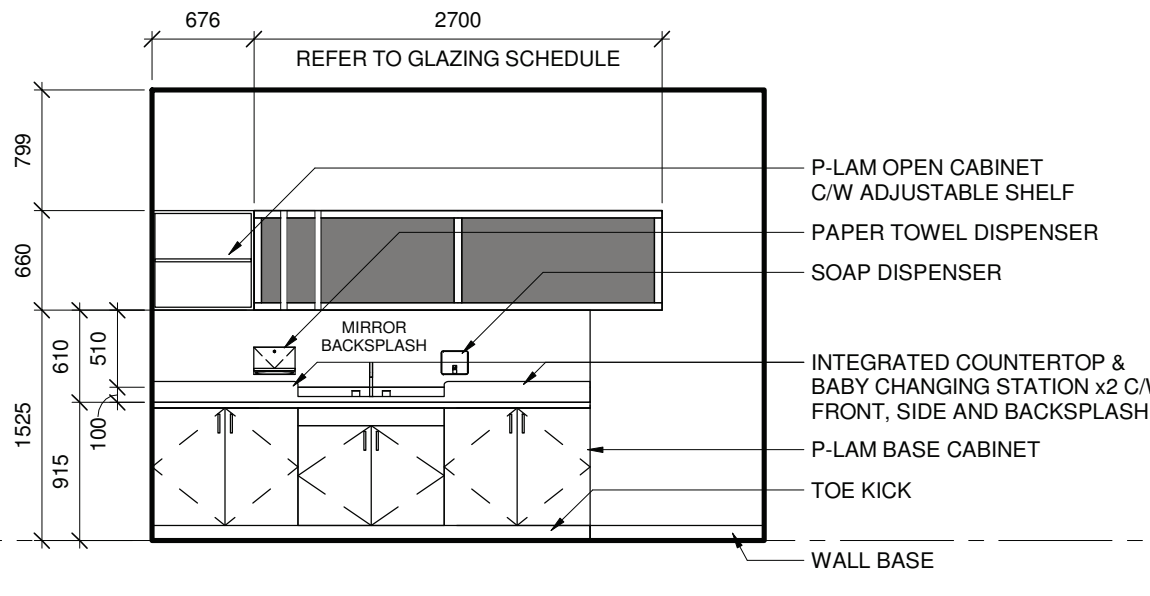 676
2700
REFER TO GLAZING SCHEDULE
799
P-LAM OPEN CABINET
C/W ADJUSTABLE SHELF
PAPER TOWEL DISPENSER
660
SOAP DISPENSER
MIRROR
BACKSPLASH
610
510
INTEGRATED COUNTERTOP &
BABY CHANGING STATION x2 C/W
FRONT, SIDE AND BACKSPLASH
1525
100
915
P-LAM BASE CABINET
TOE KICK
WALL BASE